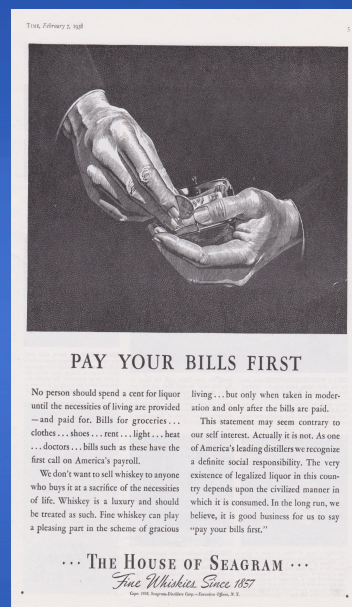 TIME, February 7, 1938
PAY YOUR BILLS FIRST
No person should spend a cent for liquor
until the necessities of living are provided
—and paid for. Bills for groceries...
clothes...shoes...rent...light...heat
...doctors...bills such as these have the
first call on America's payroll.
We don't want to sell whiskey to anyone
who buys it at a sacrifice of the necessities
of life. Whiskey is a luxury and should
be treated as such. Fine whiskey can play
a pleasing part in the scheme of gracious
living...but only when taken in moder-
ation and only after the bills are paid.
This statement may seem contrary to
our self interest. Actually it is not. As one
of America's leading distillers we recognize
a definite social responsibility. The very
existence of legalized liquor in this coun-
try depends upon the civilized manner in
which it is consumed. In the long run, we
believe, it is good business for us to say
"pay your bills first."
··· THE HOUSE OF SEAGRAM ···
Fine Whiskies Since 1857
Copr. 1938, Seagram-Distillers Corp.—Executive Offices, N. Y.